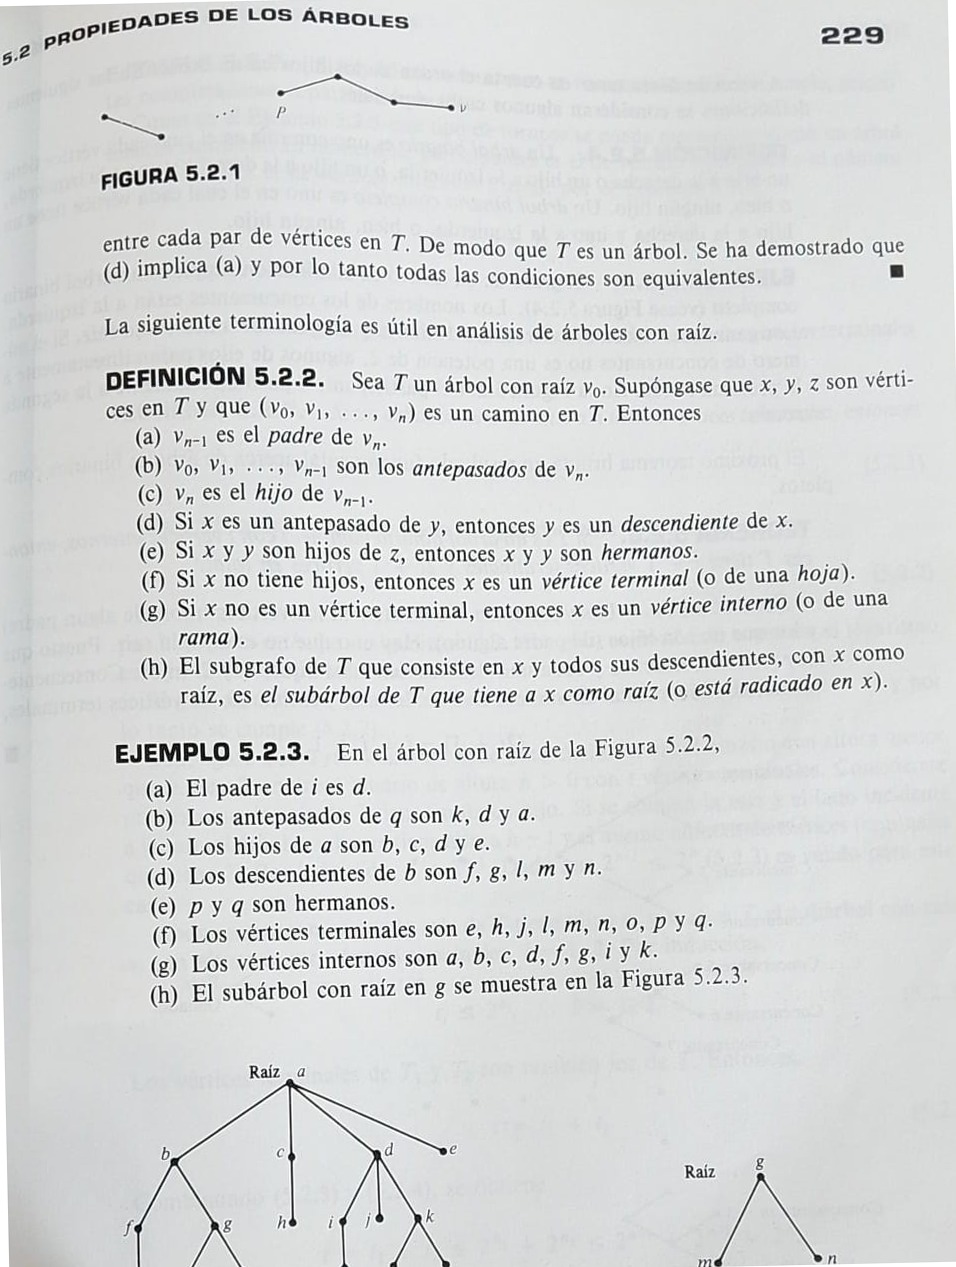 5.2 PROPIEDADES DE LOS ÁRBOLES
229
. . .
p
v
FIGURA 5.2.1
entre cada par de vértices en T. De modo que T es un árbol. Se ha demostrado que
(d) implica (a) y por lo tanto todas las condiciones son equivalentes. ■
La siguiente terminología es útil en análisis de árboles con raíz.
DEFINICIÓN 5.2.2. Sea T un árbol con raíz v₀. Supóngase que x, y, z son vérti-
ces en T y que (v₀, v₁, . . ., vₙ) es un camino en T. Entonces
(a) vₙ₋₁ es el padre de vₙ.
(b) v₀, v₁, . . ., vₙ₋₁ son los antepasados de vₙ.
(c) vₙ es el hijo de vₙ₋₁.
(d) Si x es un antepasado de y, entonces y es un descendiente de x.
(e) Si x y y son hijos de z, entonces x y y son hermanos.
(f) Si x no tiene hijos, entonces x es un vértice terminal (o de una hoja).
(g) Si x no es un vértice terminal, entonces x es un vértice interno (o de una
rama).
(h) El subgrafo de T que consiste en x y todos sus descendientes, con x como
raíz, es el subárbol de T que tiene a x como raíz (o está radicado en x).
EJEMPLO 5.2.3. En el árbol con raíz de la Figura 5.2.2,
(a) El padre de i es d.
(b) Los antepasados de q son k, d y a.
(c) Los hijos de a son b, c, d y e.
(d) Los descendientes de b son f, g, l, m y n.
(e) p y q son hermanos.
(f) Los vértices terminales son e, h, j, l, m, n, o, p y q.
(g) Los vértices internos son a, b, c, d, f, g, i y k.
(h) El subárbol con raíz en g se muestra en la Figura 5.2.3.
Raíz a
b c d e
f g h i j k
Raíz g
m n